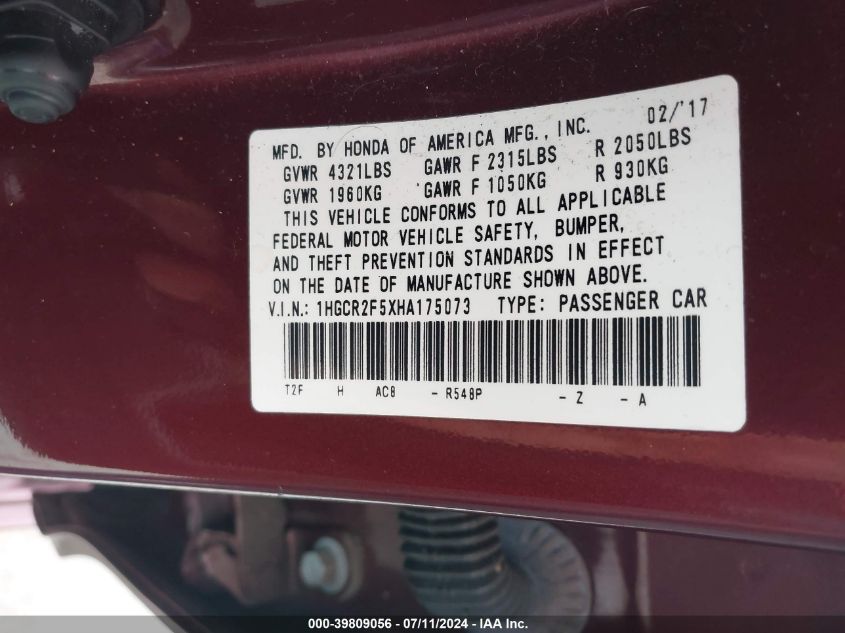 02/'17
MFD. BY HONDA OF AMERICA MFG., INC.
GVWR 4321LBS GAWR F 2315LBS R 2050LBS
GVWR 1960KG GAWR F 1050KG R 930KG
THIS VEHICLE CONFORMS TO ALL APPLICABLE
FEDERAL MOTOR VEHICLE SAFETY, BUMPER,
AND THEFT PREVENTION STANDARDS IN EFFECT
ON THE DATE OF MANUFACTURE SHOWN ABOVE.
V.I.N.: 1HGCR2F5XHA175073 TYPE: PASSENGER CAR
T2F H AC8 - R548P - Z - A
000-39809056 - 07/11/2024 - IAA Inc.